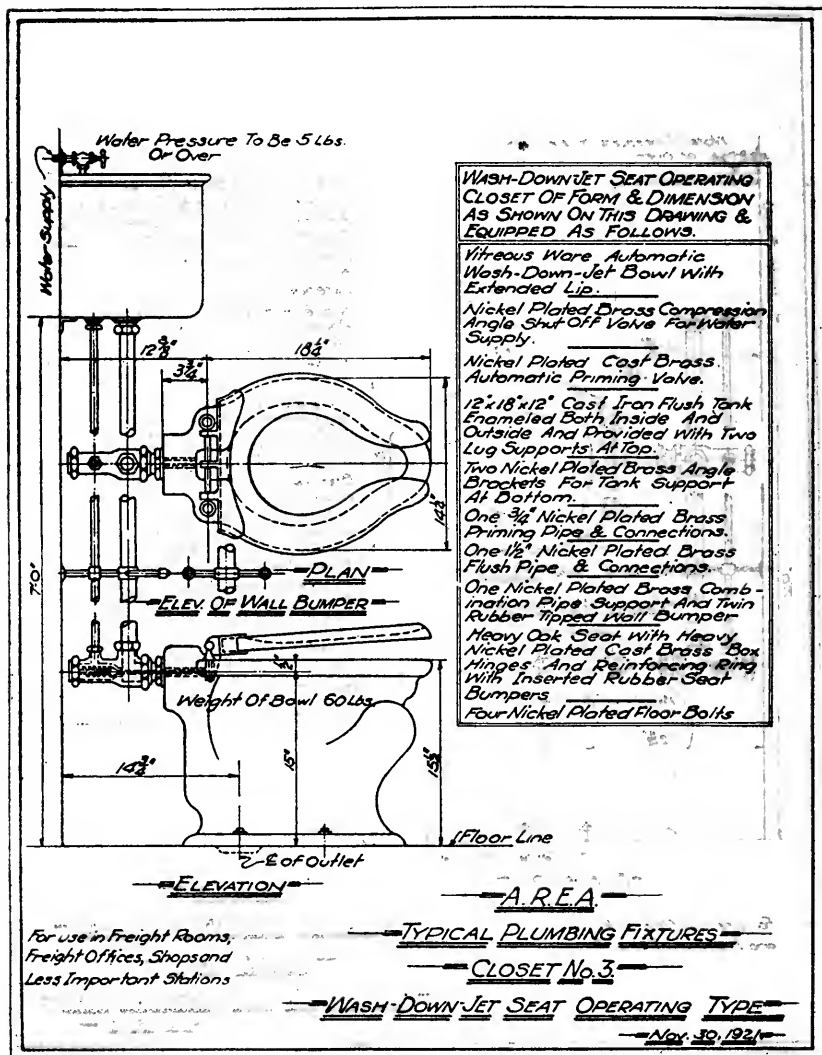 Water Pressure To Be 5 Lbs.
Or Over
Water Supply
WASH-DOWN-JET SEAT OPERATING
CLOSET OF FORM & DIMENSION
AS SHOWN ON THIS DRAWING &
EQUIPPED AS FOLLOWS.
Vitreous Ware Automatic
Wash-Down-Jet Bowl With
Extended Lip.
Nickel Plated Brass Compression
Angle Shut Off Valve For Water
Supply.
Nickel Plated Cast Brass
Automatic Priming Valve.
12"x18"x12" Cast Iron Flush Tank
Enameled Both Inside And
Outside And Provided With Two
Lug Supports At Top.
Two Nickel Plated Brass Angle
Brackets For Tank Support
At Bottom.
One 3/4" Nickel Plated Brass
Priming Pipe & Connections.
One 1 1/2" Nickel Plated Brass
Flush Pipe & Connections.
One Nickel Plated Brass Comb-
ination Pipe Support And Twin
Rubber Tipped Wall Bumper
Heavy Oak Seat With Heavy
Nickel Plated Cast Brass Box
Hinges And Reinforcing Ring
With Inserted Rubber Seat
Bumpers
Four Nickel Plated Floor Bolts
12 3/8"
18 1/4"
3 3/4"
14 1/2"
7'0"
PLAN
ELEV. OF WALL BUMPER
Weight Of Bowl 60 Lbs.
15"
15 1/2"
14 3/4"
Floor Line
℄ of Outlet
ELEVATION
For use in Freight Rooms,
Freight Offices, Shops and
Less Important Stations
A.R.E.A.
TYPICAL PLUMBING FIXTURES
CLOSET No. 3.
WASH-DOWN-JET SEAT OPERATING TYPE
Nov. 30, 1921